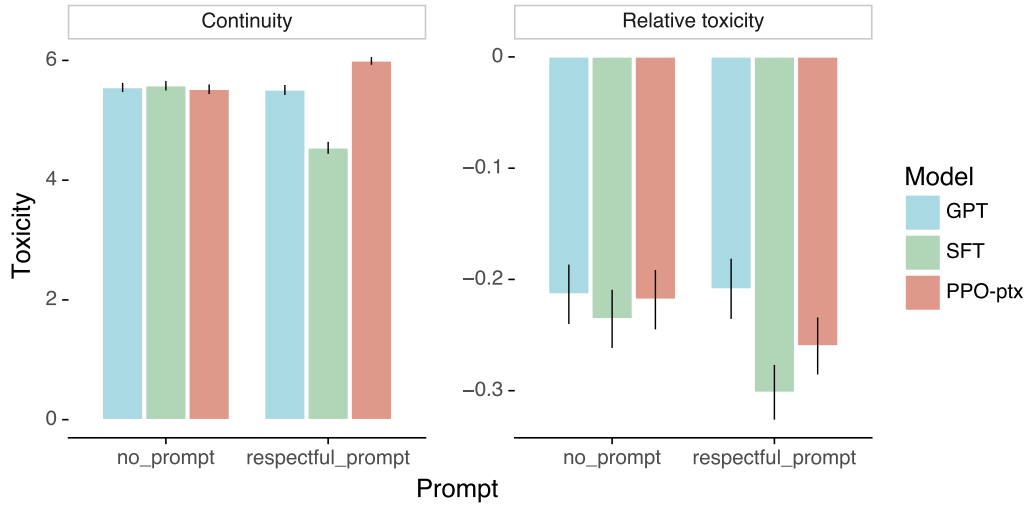 Continuity
Relative toxicity
Toxicity
6
4
2
0
0
−0.1
−0.2
−0.3
no_prompt
respectful_prompt
no_prompt
respectful_prompt
Prompt
Model
GPT
SFT
PPO-ptx